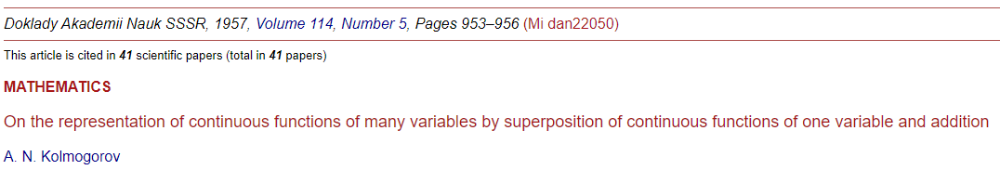 Doklady Akademii Nauk SSSR, 1957, Volume 114, Number 5, Pages 953–956 (Mi dan22050)
This article is cited in 41 scientific papers (total in 41 papers)
MATHEMATICS
On the representation of continuous functions of many variables by superposition of continuous functions of one variable and addition
A. N. Kolmogorov